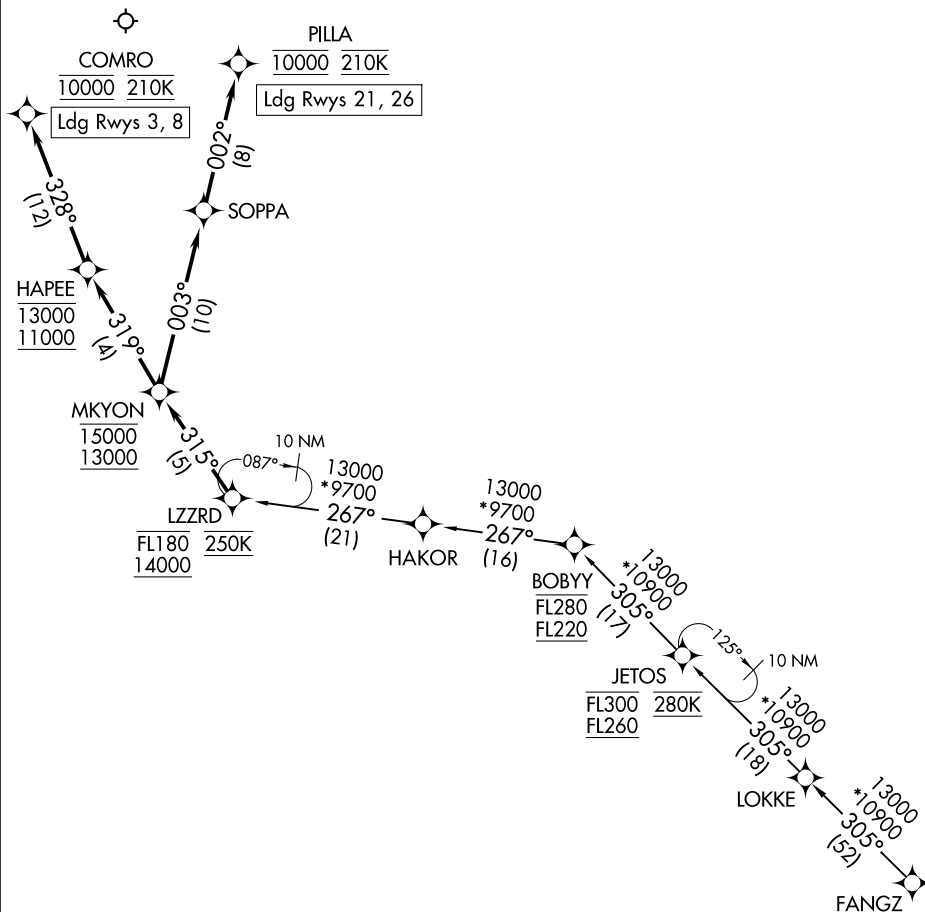 COMRO
10000 210K
Ldg Rwys 3, 8
PILLA
10000 210K
Ldg Rwys 21, 26
002°
(8)
328°
(12)
SOPPA
HAPEE
13000
11000
003°
(10)
319°
(4)
MKYON
15000
13000
315°
(5)
10 NM
087°
LZZRD
FL180 250K
14000
13000
*9700
267°
(21)
HAKOR
13000
*9700
267°
(16)
BOBYY
FL280
FL220
13000
*10900
305°
(17)
125°
10 NM
JETOS
FL300 280K
FL260
13000
*10900
305°
(18)
LOKKE
13000
*10900
305°
(52)
FANGZ